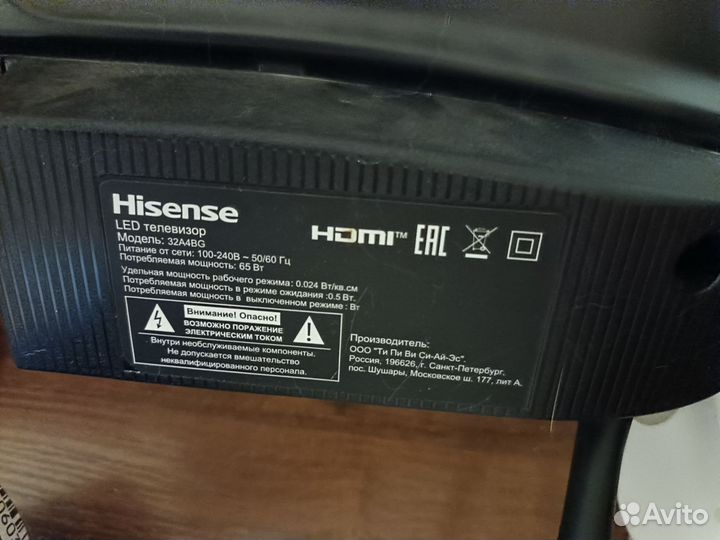 Hisense
LED телевизор
Модель: 32A4BG
Питание от сети: 100-240В ~ 50/60 Гц
Потребляемая мощность: 65 Вт
HDMI™ EAC
Удельная мощность рабочего режима: 0.024 Вт/кв.см
Потребляемая мощность в режиме ожидания :0.5 Вт.
Потребляемая мощность в выключенном режиме : Вт
Внимание! Опасно!
ВОЗМОЖНО ПОРАЖЕНИЕ
ЭЛЕКТРИЧЕСКИМ ТОКОМ
Внутри необслуживаемые компоненты.
Не допускается вмешательство
неквалифицированного персонала.
Производитель:
ООО "Ти Пи Ви Си-Ай-Эс".
Россия, 196626, г. Санкт-Петербург,
пос. Шушары, Московское ш. 177, лит А.
Avito